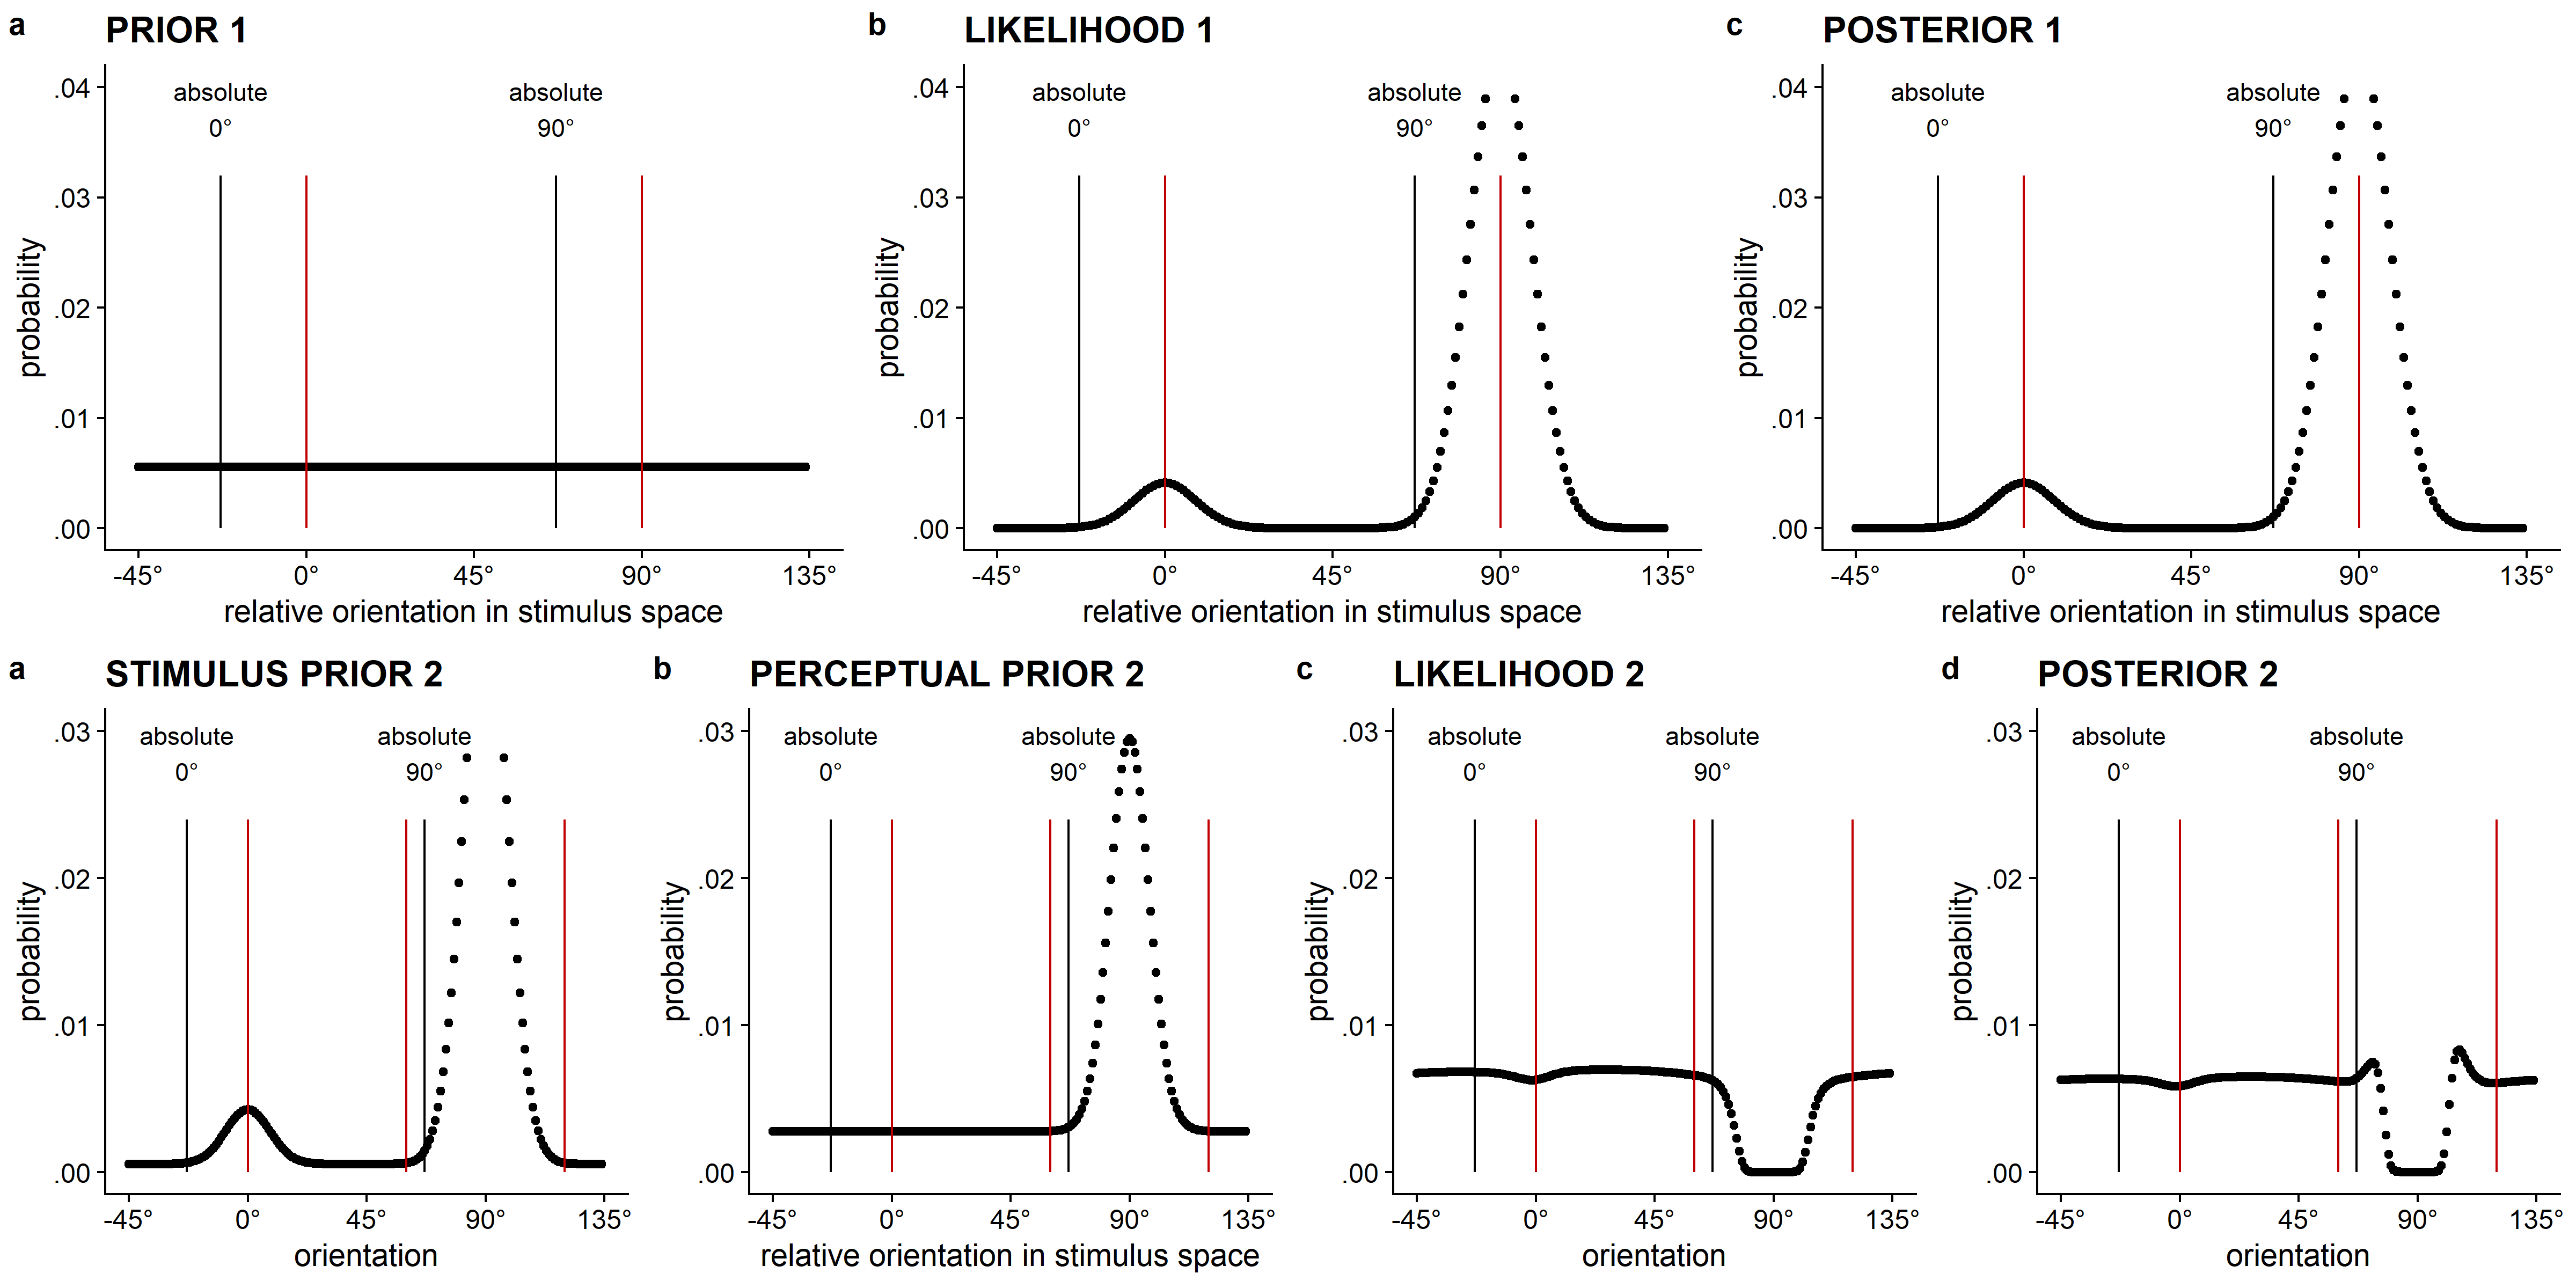 a PRIOR 1
absolute absolute
0° 90°
.04
.03
.02
.01
.00
probability
-45° 0° 45° 90° 135°
relative orientation in stimulus space
b LIKELIHOOD 1
absolute absolute
0° 90°
.04
.03
.02
.01
.00
probability
-45° 0° 45° 90° 135°
relative orientation in stimulus space
c POSTERIOR 1
absolute absolute
0° 90°
.04
.03
.02
.01
.00
probability
-45° 0° 45° 90° 135°
relative orientation in stimulus space
a STIMULUS PRIOR 2
absolute absolute
0° 90°
.03
.02
.01
.00
probability
-45° 0° 45° 90° 135°
orientation
b PERCEPTUAL PRIOR 2
absolute absolute
0° 90°
.03
.02
.01
.00
probability
-45° 0° 45° 90° 135°
relative orientation in stimulus space
c LIKELIHOOD 2
absolute absolute
0° 90°
.03
.02
.01
.00
probability
-45° 0° 45° 90° 135°
orientation
d POSTERIOR 2
absolute absolute
0° 90°
.03
.02
.01
.00
probability
-45° 0° 45° 90° 135°
orientation